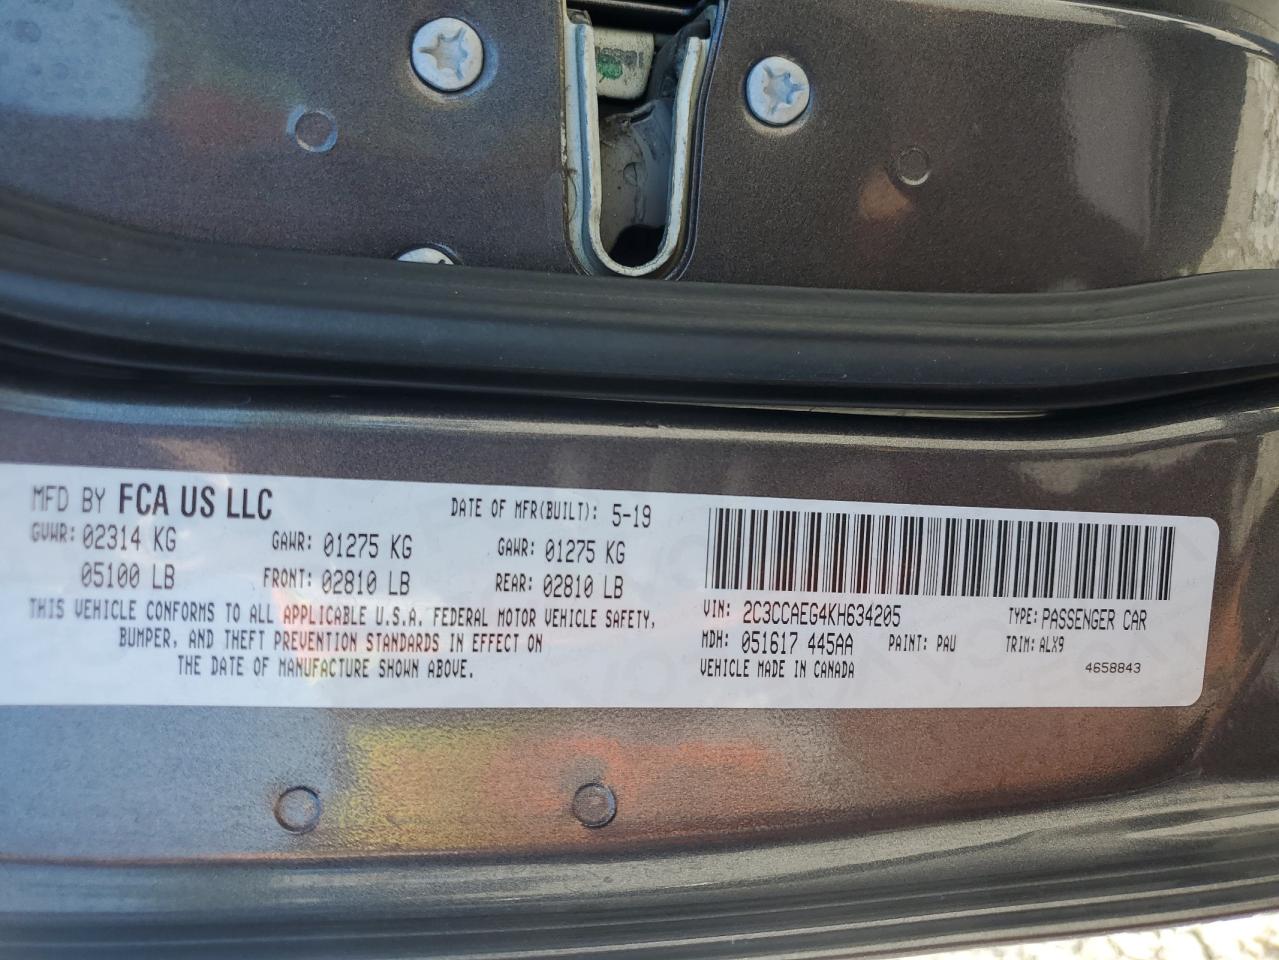 MFD BY FCA US LLC
DATE OF MFR(BUILT): 5-19
GVWR: 02314 KG
05100 LB
GAWR: 01275 KG
FRONT: 02810 LB
GAWR: 01275 KG
REAR: 02810 LB
THIS VEHICLE CONFORMS TO ALL APPLICABLE U.S.A. FEDERAL MOTOR VEHICLE SAFETY,
BUMPER, AND THEFT PREVENTION STANDARDS IN EFFECT ON
THE DATE OF MANUFACTURE SHOWN ABOVE.
VIN: 2C3CCAEG4KH634205
TYPE: PASSENGER CAR
MDH: 051617 445AA
PAINT: PAU
TRIM: ALX9
VEHICLE MADE IN CANADA
4658843